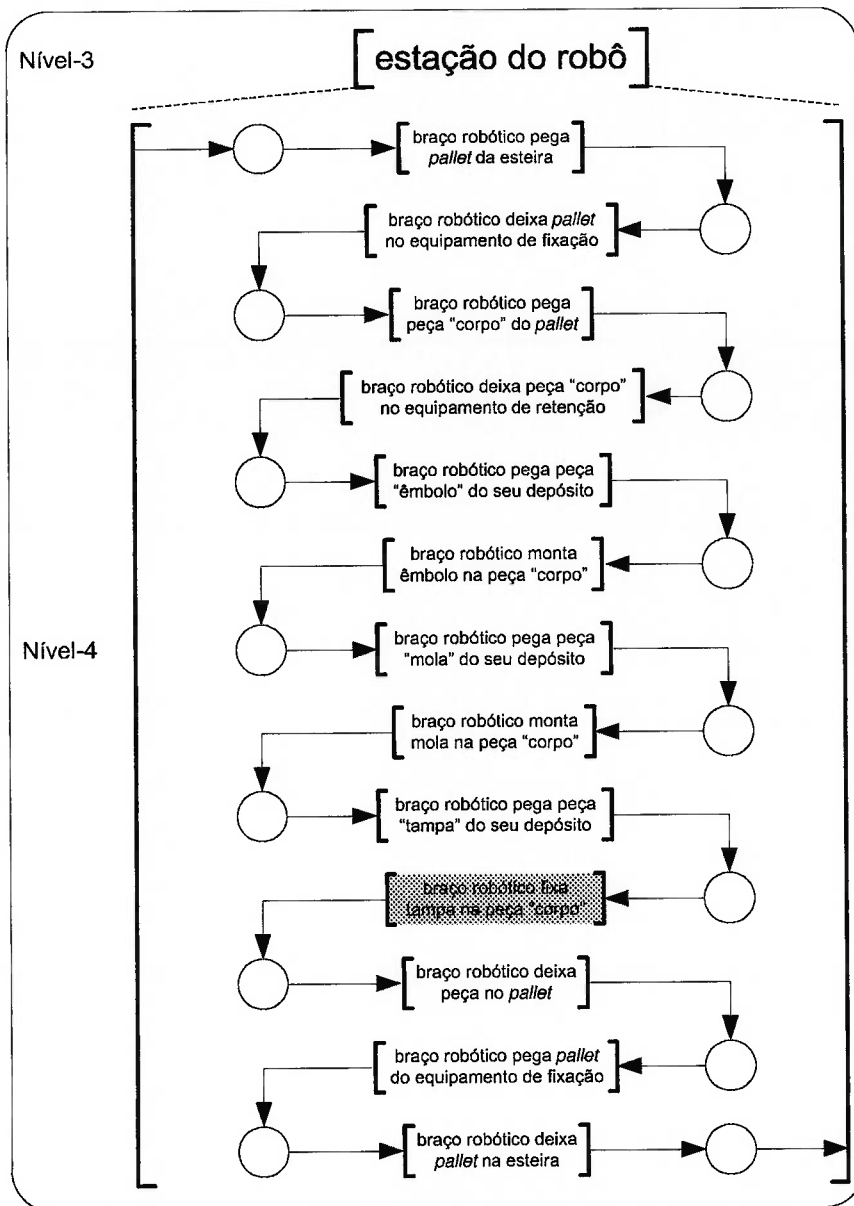 Nível-3
estação do robô
braço robótico pega
pallet da esteira
braço robótico deixa pallet
no equipamento de fixação
braço robótico pega
peça "corpo" do pallet
braço robótico deixa peça "corpo"
no equipamento de retenção
braço robótico pega peça
"êmbolo" do seu depósito
braço robótico monta
êmbolo na peça "corpo"
Nível-4
braço robótico pega peça
"mola" do seu depósito
braço robótico monta
mola na peça "corpo"
braço robótico pega peça
"tampa" do seu depósito
braço robótico fixa
tampa na peça "corpo"
braço robótico deixa
peça no pallet
braço robótico pega pallet
do equipamento de fixação
braço robótico deixa
pallet na esteira